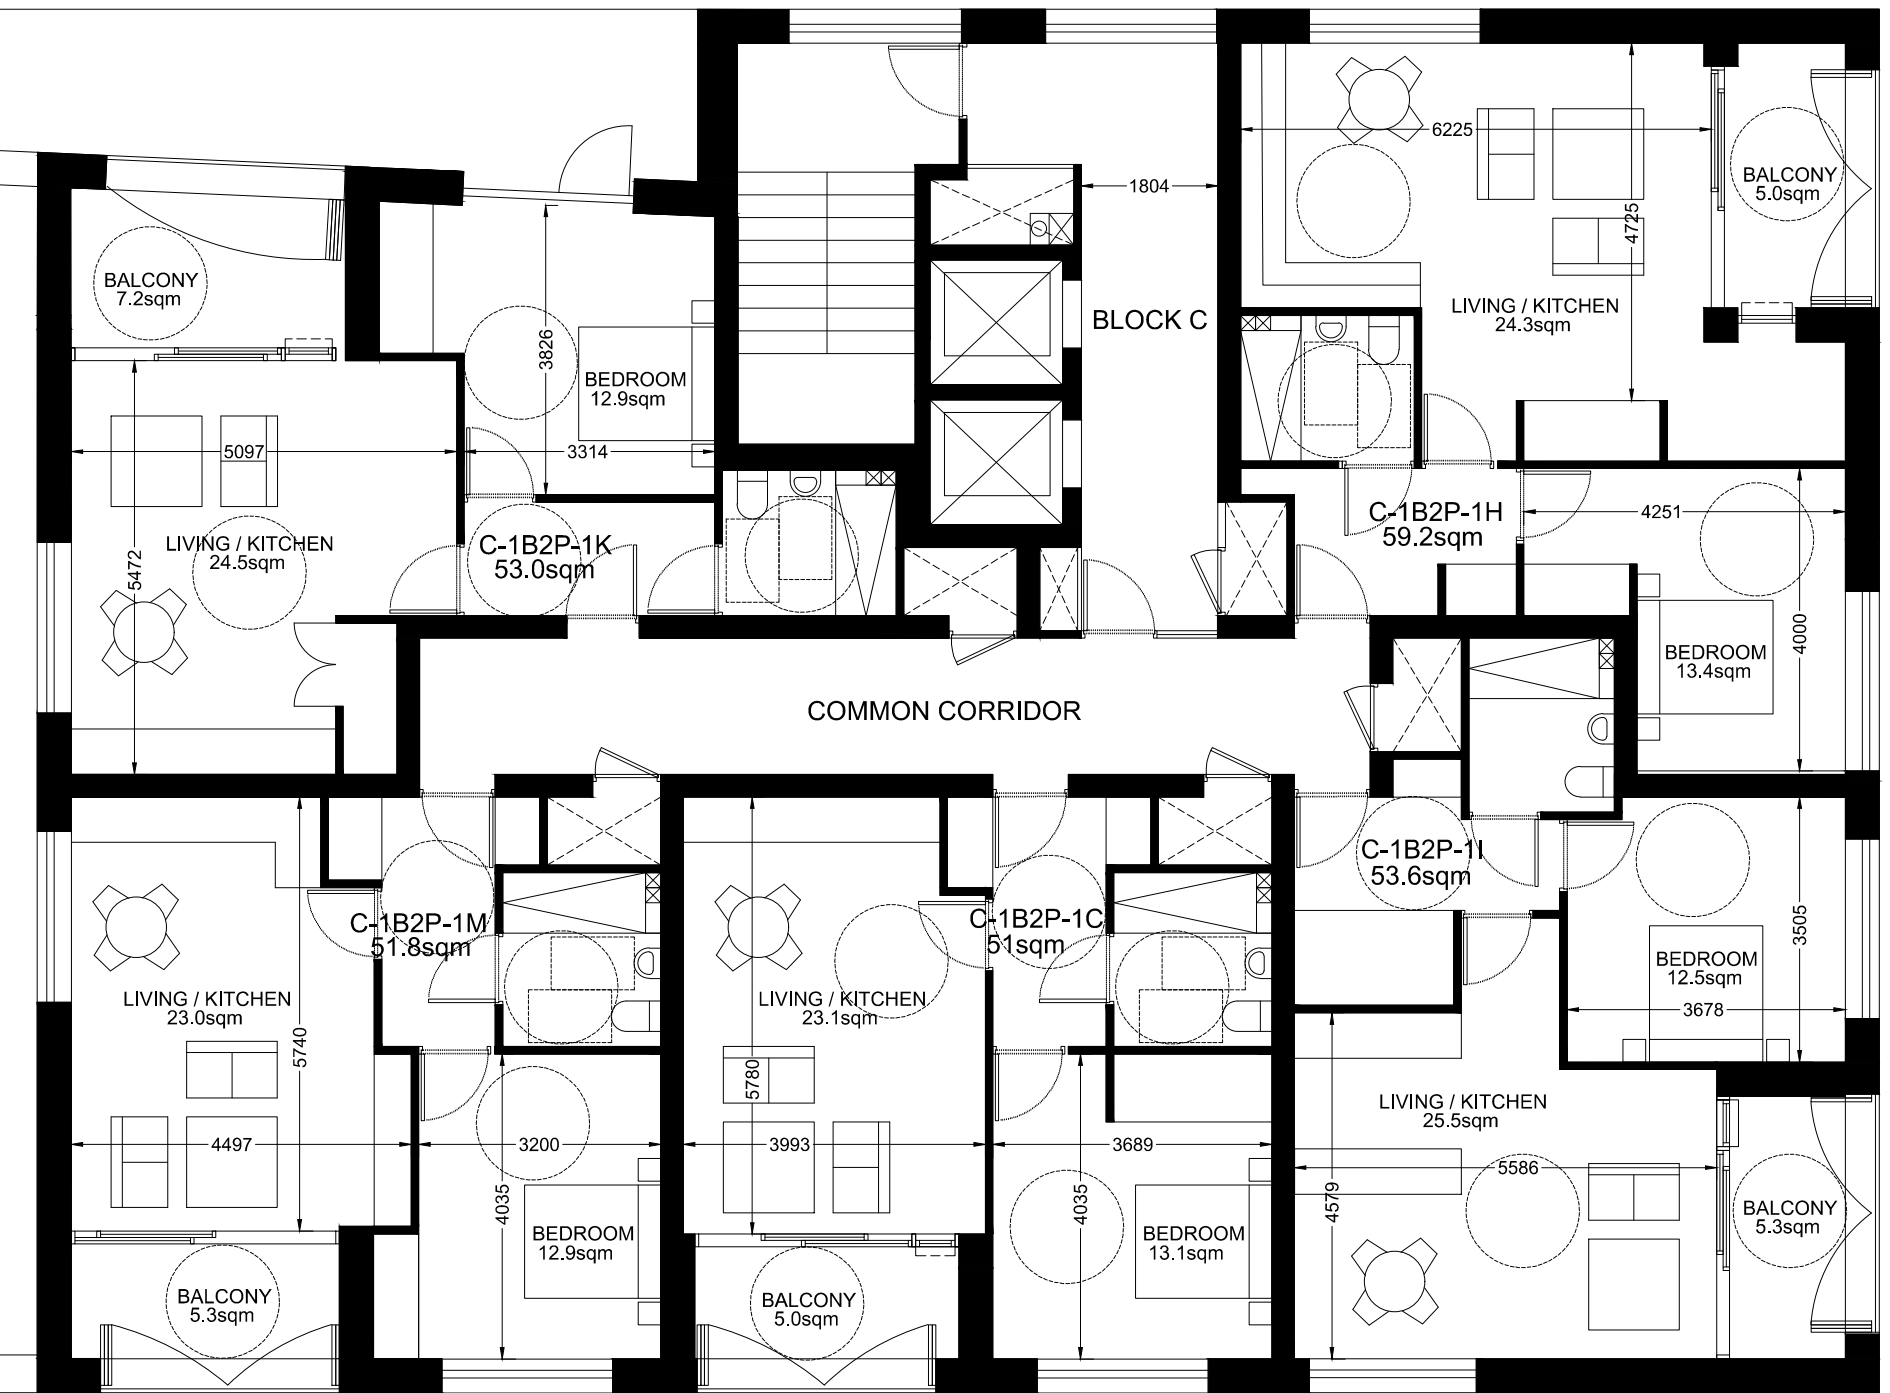 BALCONY
7.2sqm
3826
BEDROOM
12.9sqm
5097
3314
LIVING / KITCHEN
24.5sqm
5472
C-1B2P-1K
53.0sqm
1804
BLOCK C
6225
4725
BALCONY
5.0sqm
LIVING / KITCHEN
24.3sqm
C-1B2P-1H
59.2sqm
4251
BEDROOM
13.4sqm
4000
COMMON CORRIDOR
C-1B2P-1M
51.8sqm
LIVING / KITCHEN
23.0sqm
5740
4497
3200
4035
BEDROOM
12.9sqm
BALCONY
5.3sqm
C-1B2P-1C
51sqm
LIVING / KITCHEN
23.1sqm
5780
3993
3689
4035
BEDROOM
13.1sqm
BALCONY
5.0sqm
C-1B2P-1I
53.6sqm
BEDROOM
12.5sqm
3678
3505
LIVING / KITCHEN
25.5sqm
5586
4579
BALCONY
5.3sqm